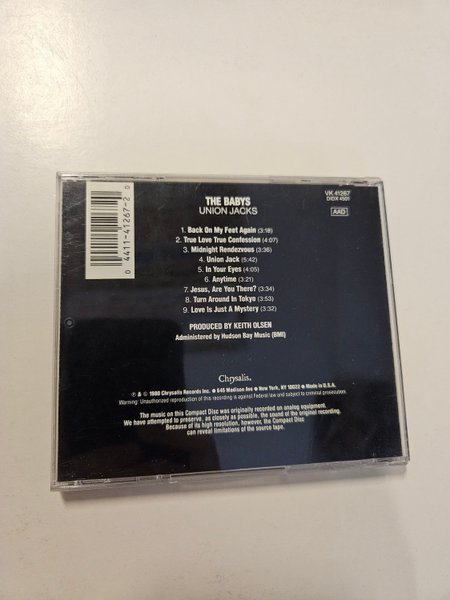 THE BABYS
UNION JACKS
VK 41267
DIDX 4501
AAD
0 4411-41267-2 0
1. Back On My Feet Again (3:18)
2. True Love True Confession (4:07)
3. Midnight Rendezvous (3:36)
4. Union Jack (5:42)
5. In Your Eyes (4:05)
6. Anytime (3:21)
7. Jesus, Are You There? (3:34)
8. Turn Around In Tokyo (3:53)
9. Love Is Just A Mystery (3:32)
PRODUCED BY KEITH OLSEN
Administered by Hudson Bay Music (BMI)
Chrysalis.
℗ & © 1980 Chrysalis Records Inc. • 645 Madison Ave • New York, NY 10022 • Made in U.S.A.
Warning: Unauthorized reproduction of this recording is against Federal law and subject to criminal prosecution.
The music on this Compact Disc was originally recorded on analog equipment.
We have attempted to preserve, as closely as possible, the sound of the original recording.
Because of its high resolution, however, the Compact Disc
can reveal limitations of the source tape.